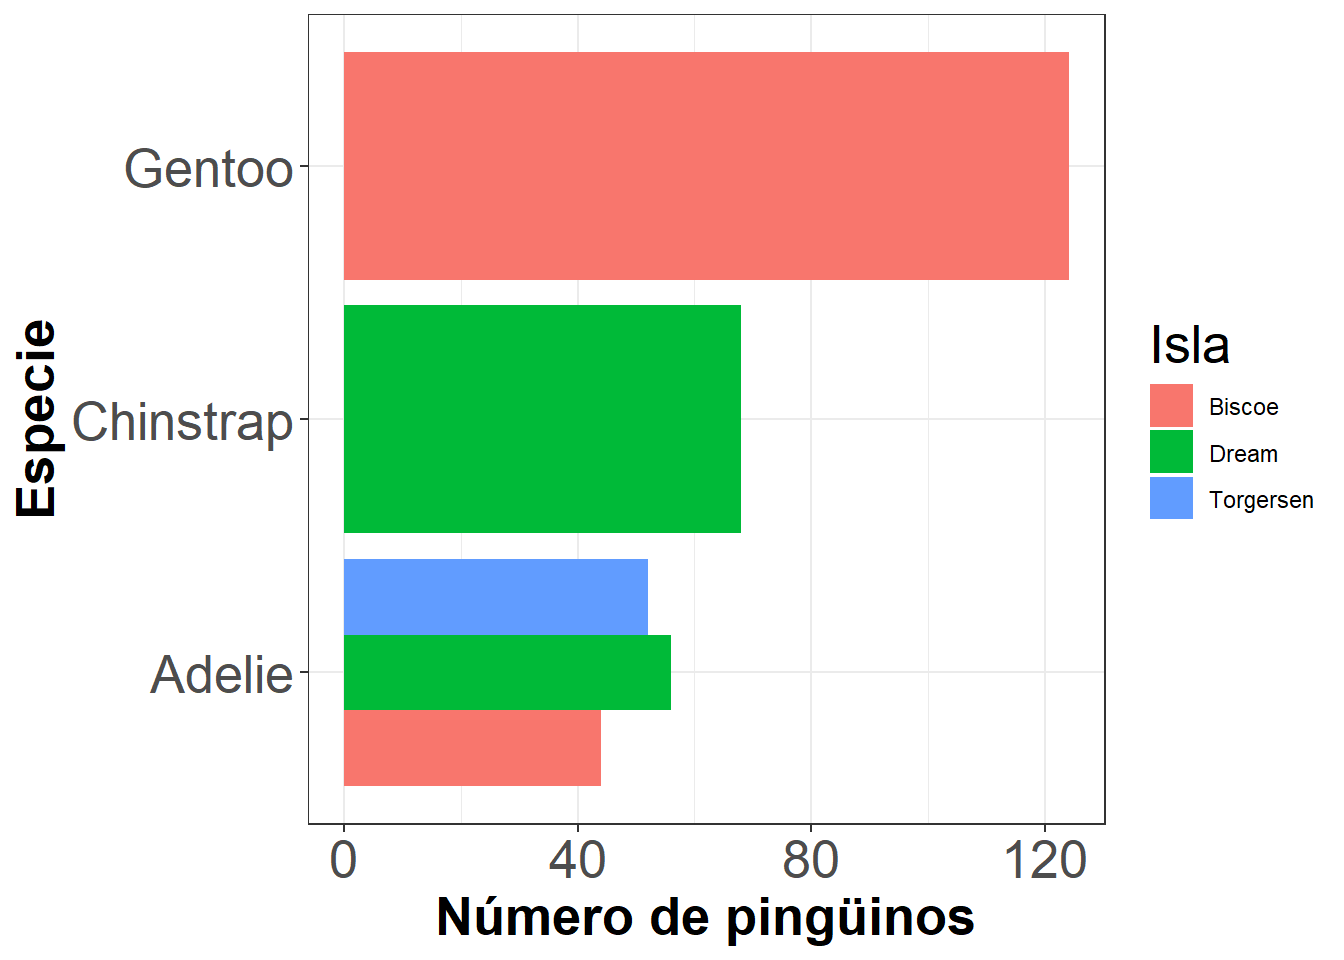 Especie
Gentoo
Chinstrap
Adelie
0 40 80 120
Número de pingüinos
Isla
Biscoe
Dream
Torgersen